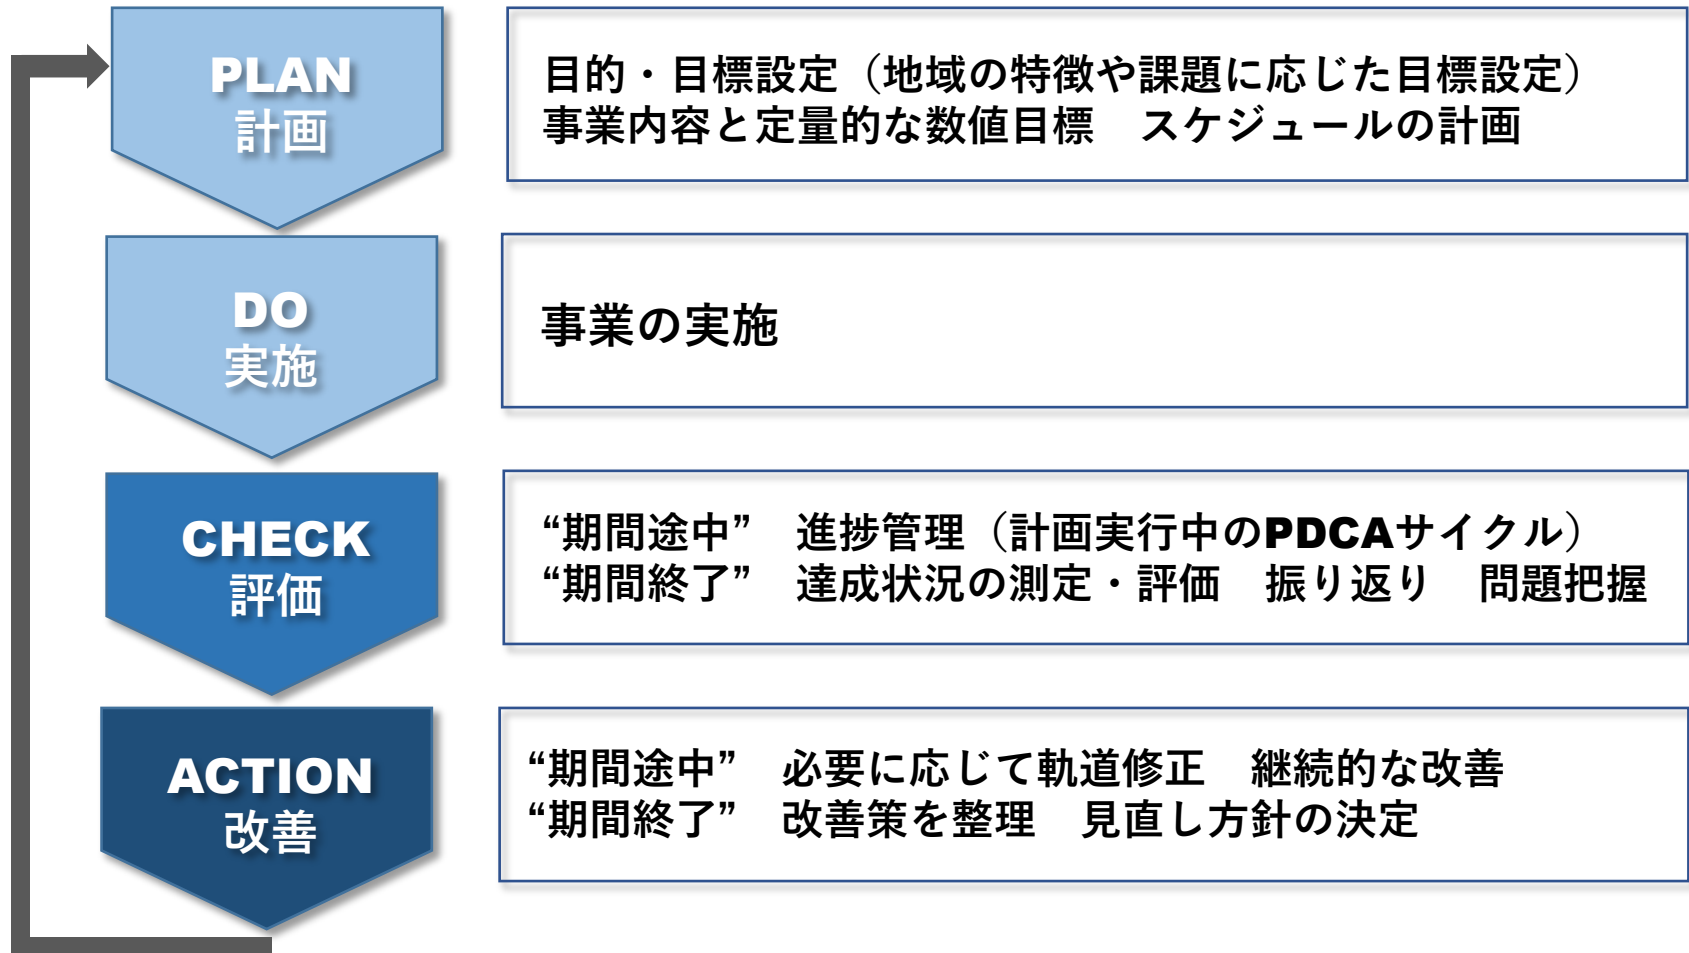 PLAN
計画
目的・目標設定（地域の特徴や課題に応じた目標設定）
事業内容と定量的な数値目標　スケジュールの計画
DO
実施
事業の実施
CHECK
評価
“期間途中”　進捗管理（計画実行中のPDCAサイクル）
“期間終了”　達成状況の測定・評価　振り返り　問題把握
ACTION
改善
“期間途中”　必要に応じて軌道修正　継続的な改善
“期間終了”　改善策を整理　見直し方針の決定